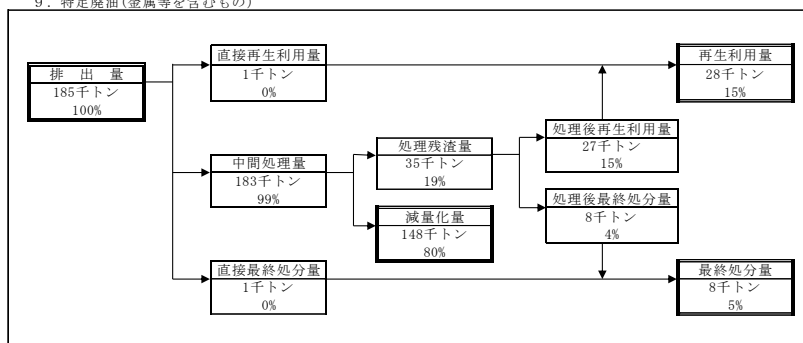 9．特定廃油(金属等を含むもの)
排　出　量
185千トン
100%
直接再生利用量
1千トン
0%
再生利用量
28千トン
15%
中間処理量
183千トン
99%
処理残渣量
35千トン
19%
処理後再生利用量
27千トン
15%
減量化量
148千トン
80%
処理後最終処分量
8千トン
4%
直接最終処分量
1千トン
0%
最終処分量
8千トン
5%